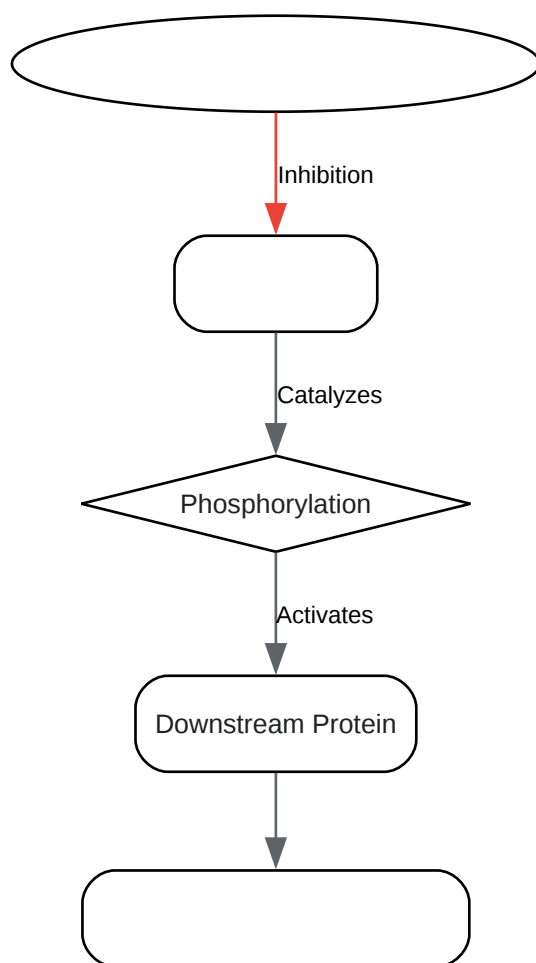 Inhibition
Catalyzes
Phosphorylation
Activates
Downstream Protein